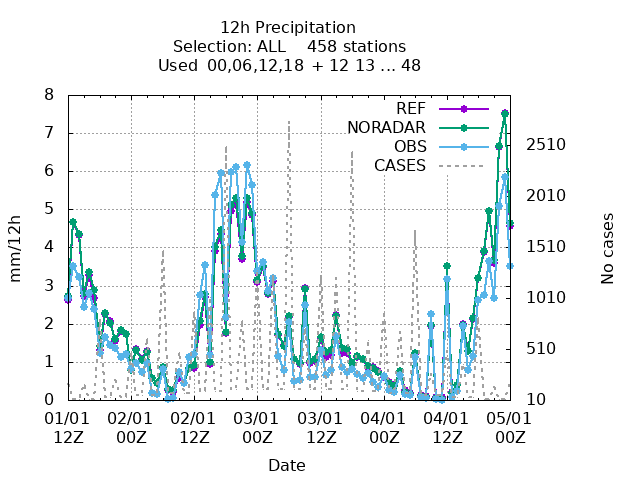 12h Precipitation
Selection: ALL    458 stations
Used  00,06,12,18  + 12 13 ... 48
REF
NORADAR
OBS
CASES
mm/12h
8
7
6
5
4
3
2
1
0
No cases
2510
2010
1510
1010
510
10
01/01 02/01 02/01 03/01 03/01 04/01 04/01 05/01
12Z 00Z 12Z 00Z 12Z 00Z 12Z 00Z
Date